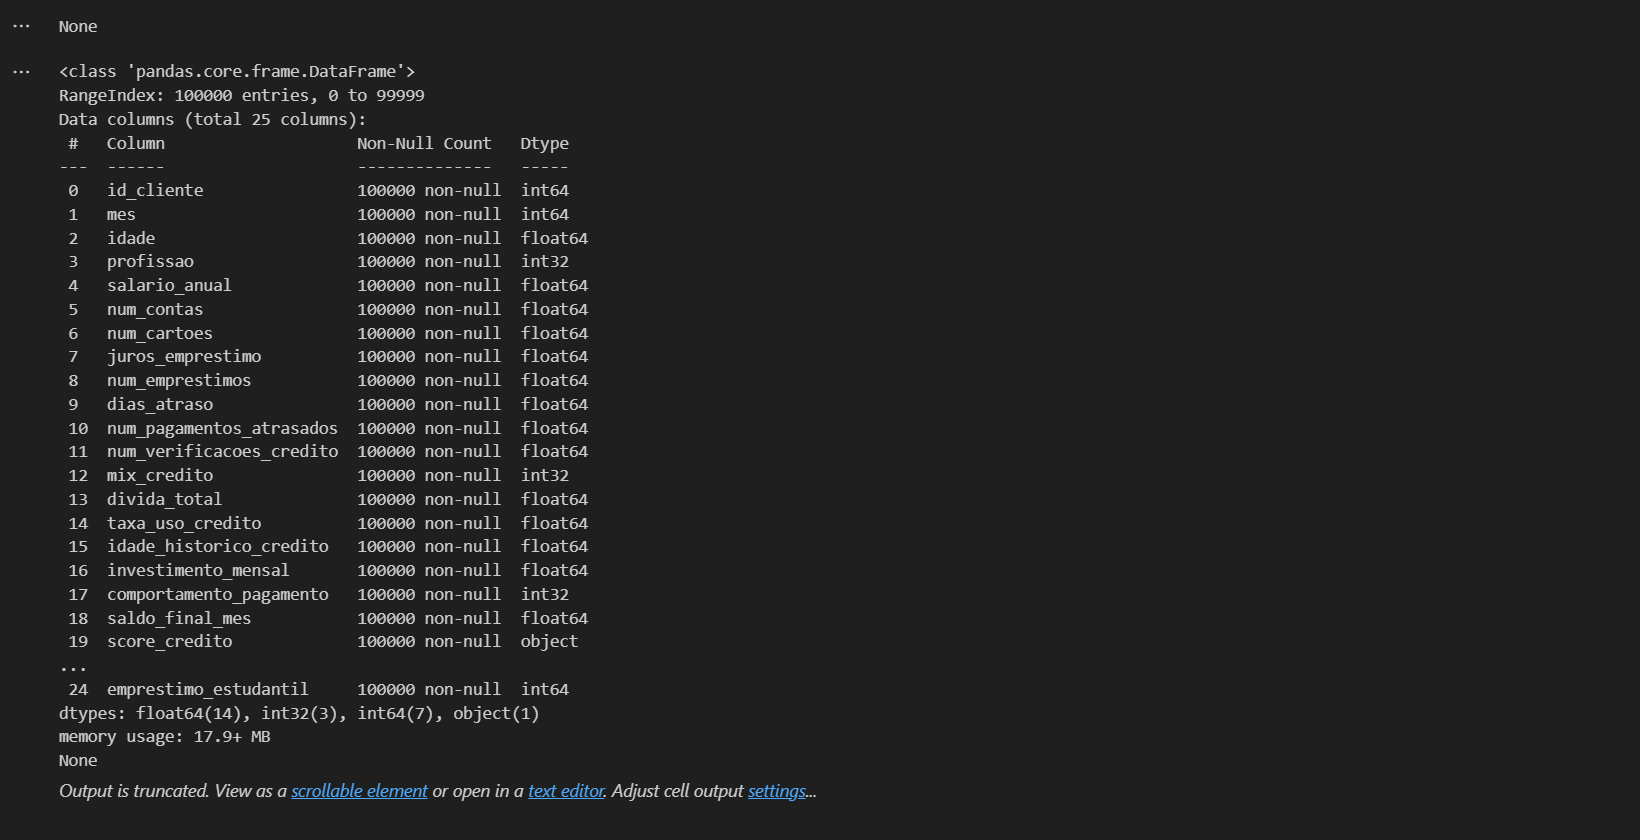 ... None
... <class 'pandas.core.frame.DataFrame'>
RangeIndex: 100000 entries, 0 to 99999
Data columns (total 25 columns):
 #   Column                    Non-Null Count   Dtype
---  ------                    --------------   -----
 0   id_cliente                100000 non-null  int64
 1   mes                       100000 non-null  int64
 2   idade                     100000 non-null  float64
 3   profissao                 100000 non-null  int32
 4   salario_anual             100000 non-null  float64
 5   num_contas                100000 non-null  float64
 6   num_cartoes               100000 non-null  float64
 7   juros_emprestimo          100000 non-null  float64
 8   num_emprestimos           100000 non-null  float64
 9   dias_atraso               100000 non-null  float64
 10  num_pagamentos_atrasados  100000 non-null  float64
 11  num_verificacoes_credito  100000 non-null  float64
 12  mix_credito               100000 non-null  int32
 13  divida_total              100000 non-null  float64
 14  taxa_uso_credito          100000 non-null  float64
 15  idade_historico_credito   100000 non-null  float64
 16  investimento_mensal       100000 non-null  float64
 17  comportamento_pagamento   100000 non-null  int32
 18  saldo_final_mes           100000 non-null  float64
 19  score_credito             100000 non-null  object
...
 24  emprestimo_estudantil     100000 non-null  int64
dtypes: float64(14), int32(3), int64(7), object(1)
memory usage: 17.9+ MB
None
Output is truncated. View as a scrollable element or open in a text editor. Adjust cell output settings...